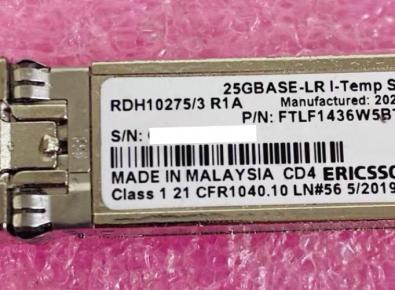 25GBASE-LR I-Temp S
RDH10275/3 R1A Manufactured: 202
P/N: FTLF1436W5BT
S/N:
MADE IN MALAYSIA CD4 ERICSSO
Class 1 21 CFR1040.10 LN#56 5/2019